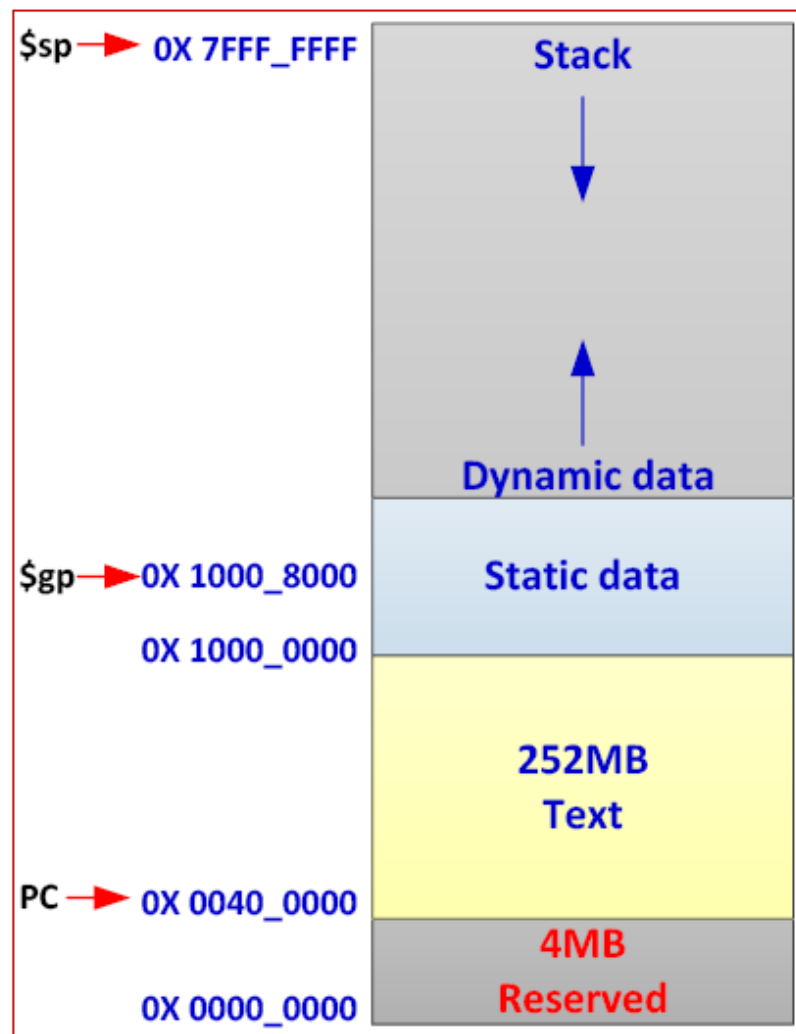 $sp 0X 7FFF_FFFF Stack
Dynamic data
$gp 0X 1000_8000 Static data
0X 1000_0000
252MB
Text
PC 0X 0040_0000
4MB
Reserved
0X 0000_0000